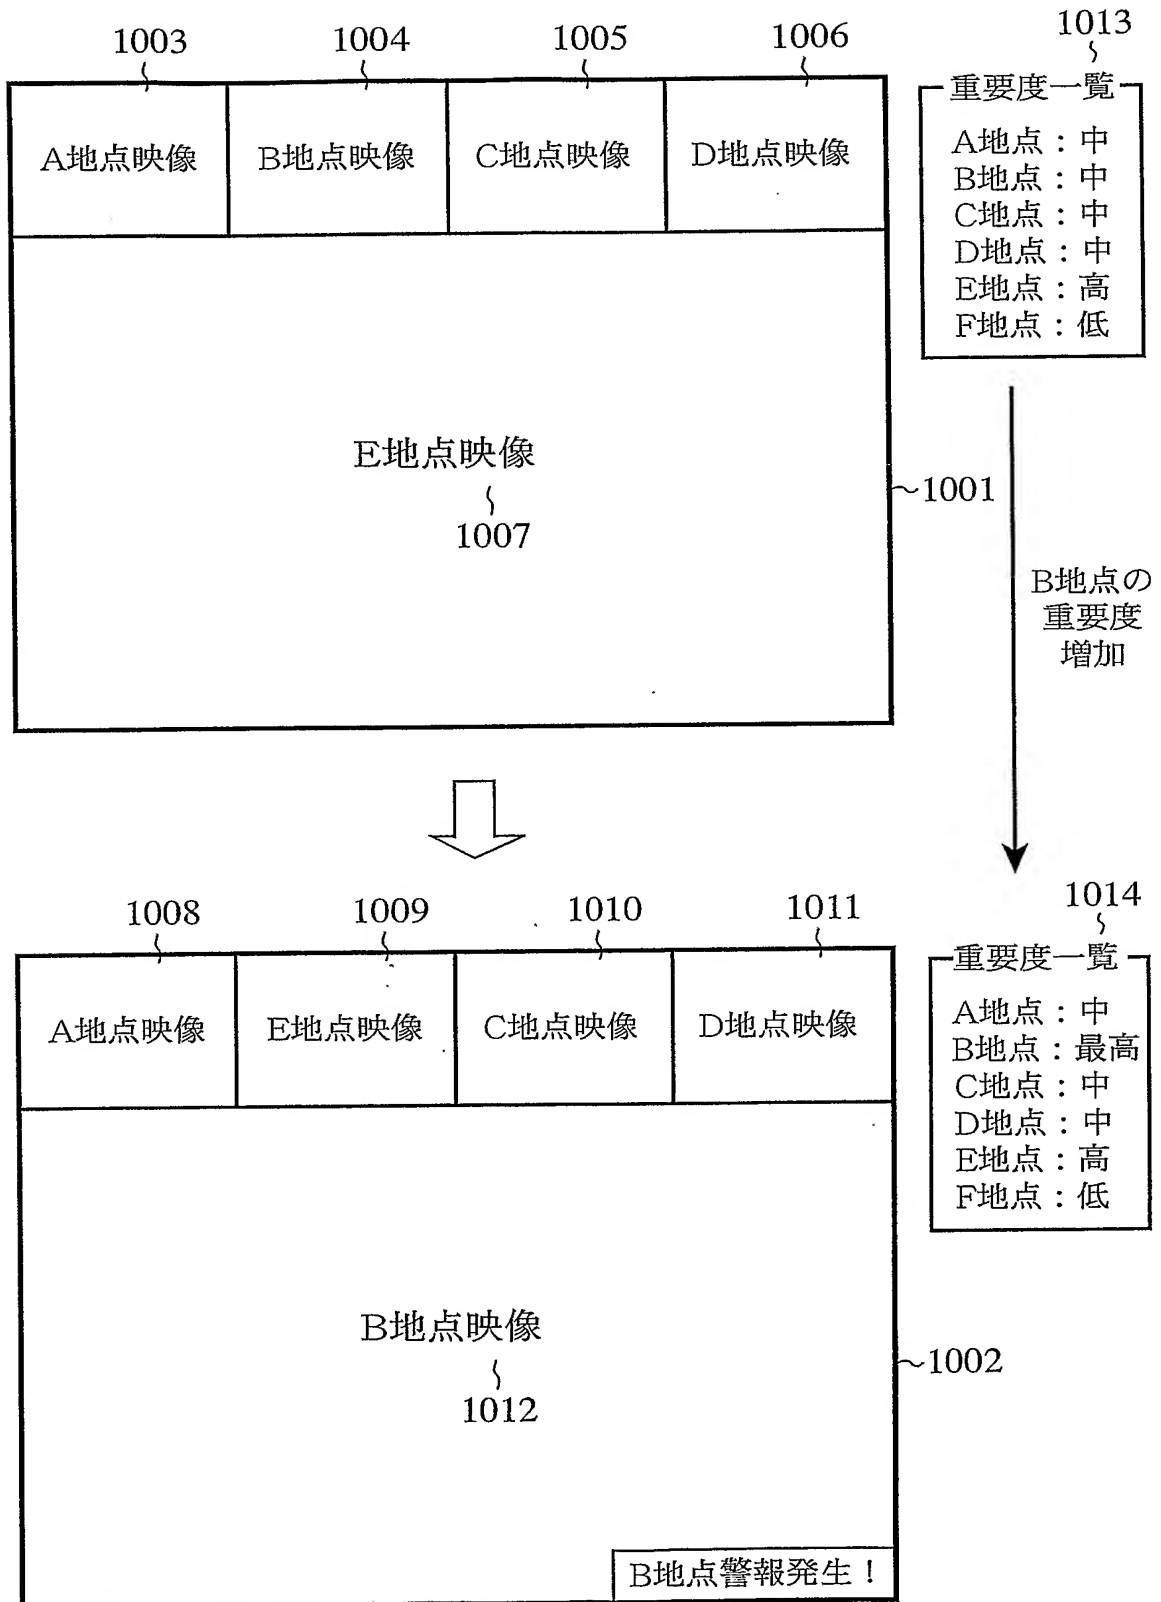 1003 1004 1005 1006 1013
A地点映像 B地点映像 C地点映像 D地点映像
重要度一覧
A地点：中
B地点：中
C地点：中
D地点：中
E地点：高
F地点：低
E地点映像
1007
1001
B地点の
重要度
増加
1008 1009 1010 1011 1014
A地点映像 E地点映像 C地点映像 D地点映像
重要度一覧
A地点：中
B地点：最高
C地点：中
D地点：中
E地点：高
F地点：低
B地点映像
1012
1002
B地点警報発生！